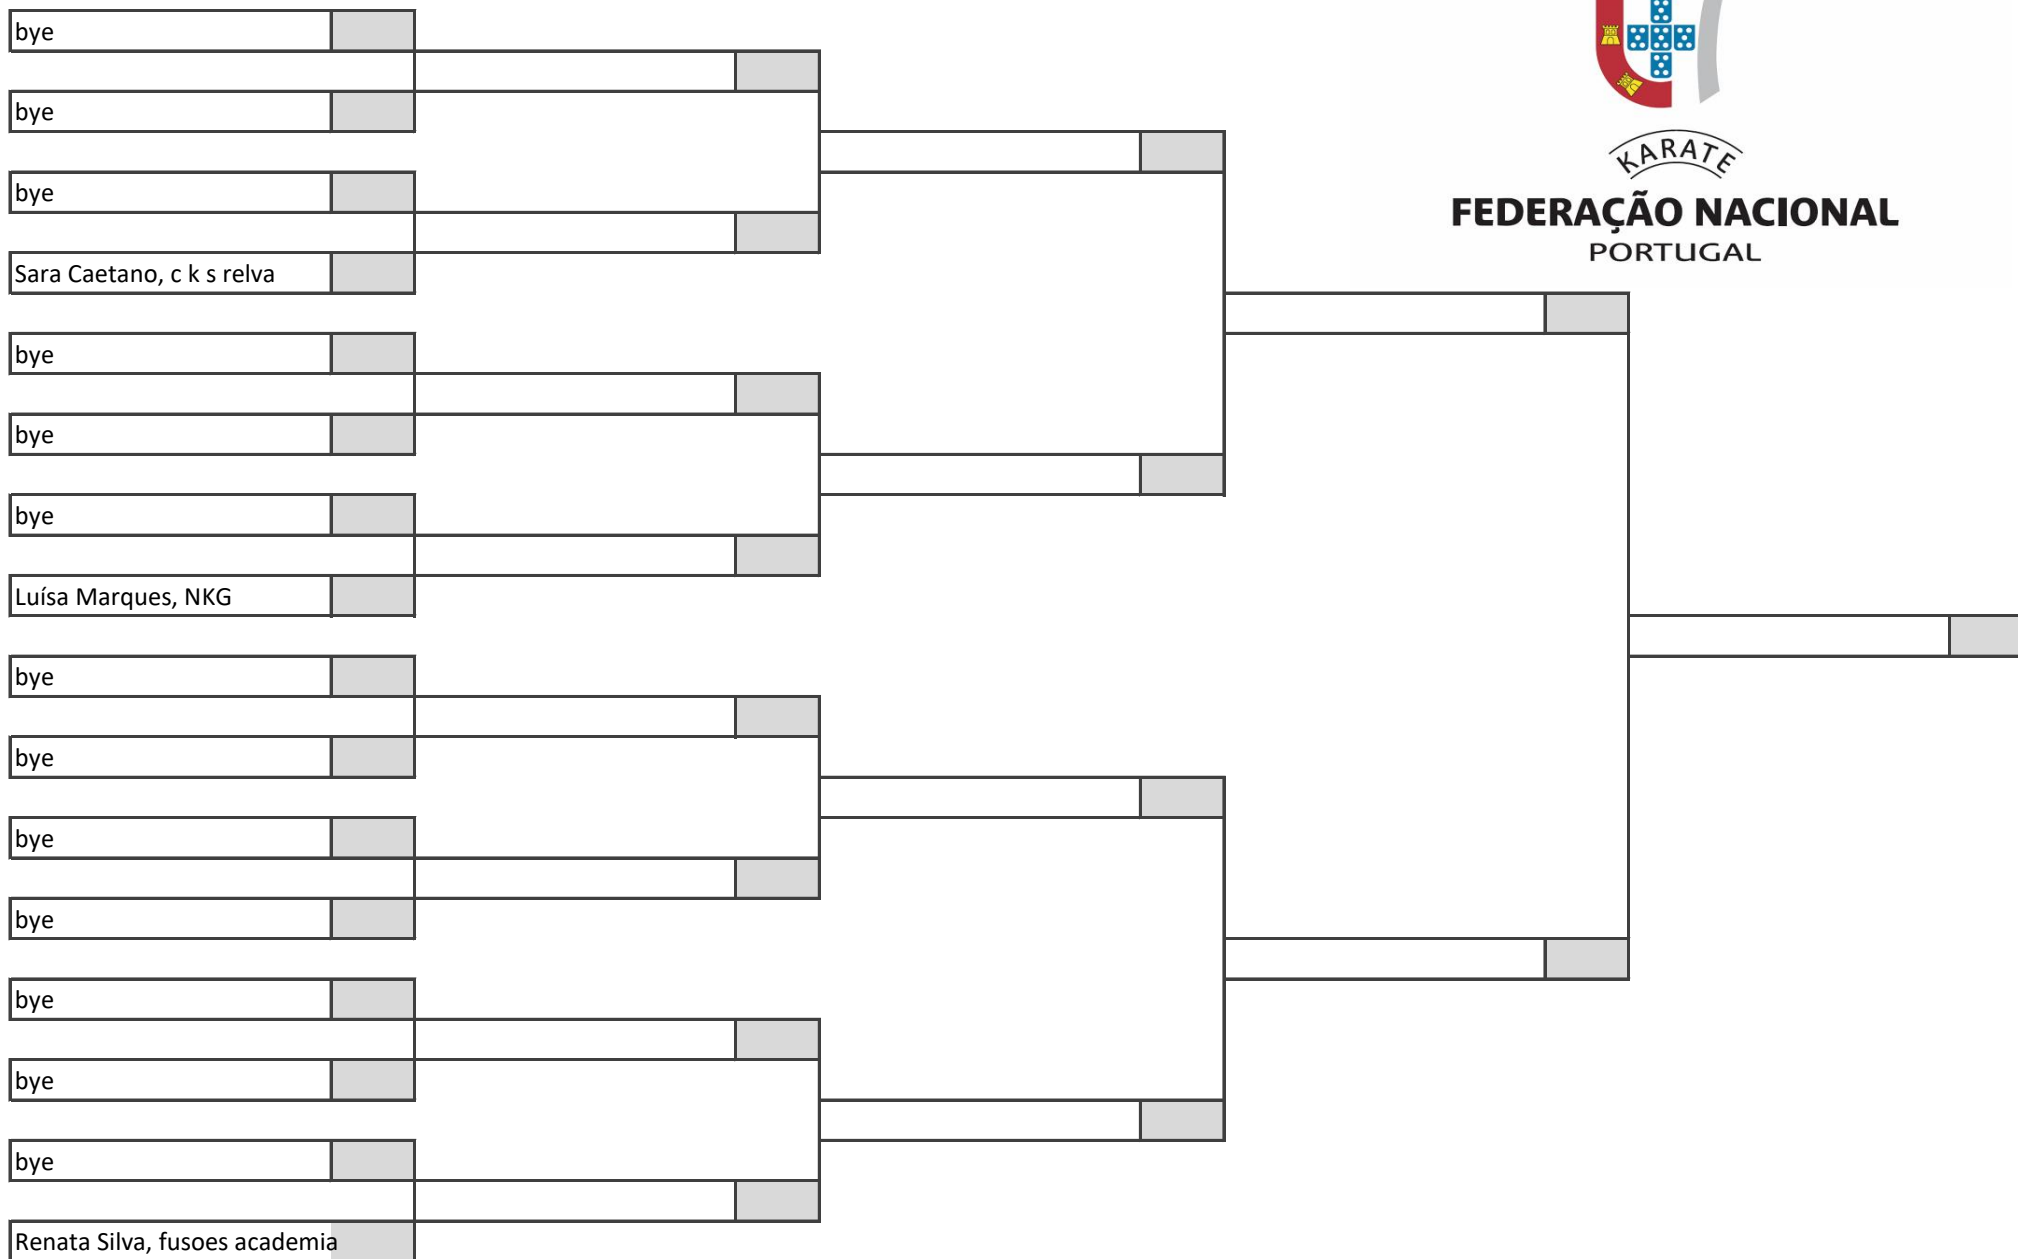 bye
bye
bye
Sara Caetano, c k s relva
bye
bye
bye
Luísa Marques, NKG
bye
bye
bye
bye
bye
bye
bye
Renata Silva, fusoes academia
KARATE
FEDERAÇÃO NACIONAL
PORTUGAL